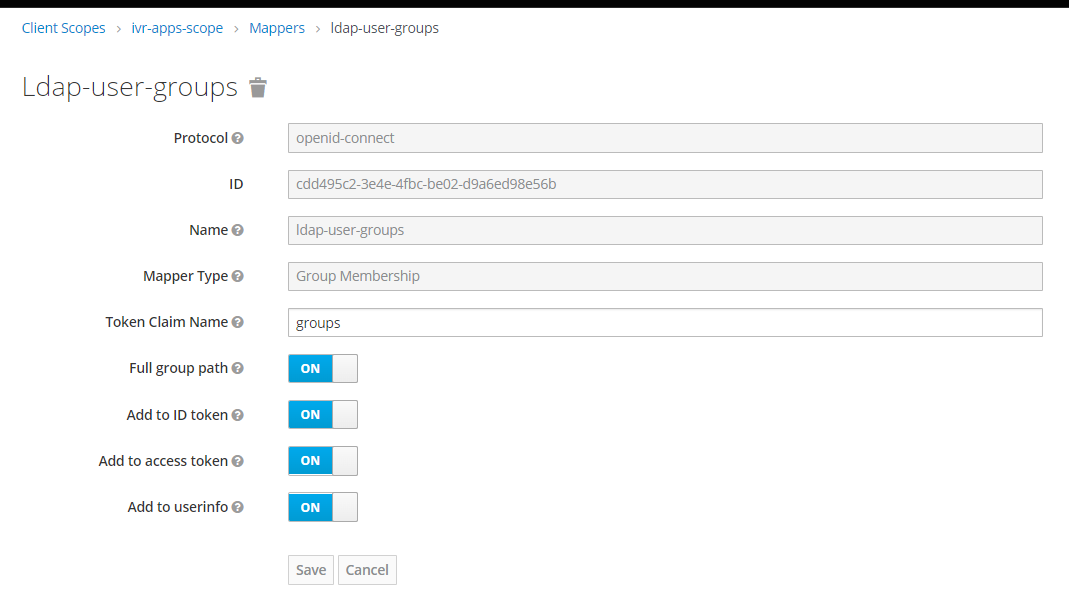 Client Scopes › ivr-apps-scope › Mappers › ldap-user-groups
Ldap-user-groups
Protocol openid-connect
ID cdd495c2-3e4e-4fbc-be02-d9a6ed98e56b
Name ldap-user-groups
Mapper Type Group Membership
Token Claim Name groups
Full group path ON
Add to ID token ON
Add to access token ON
Add to userinfo ON
Save Cancel